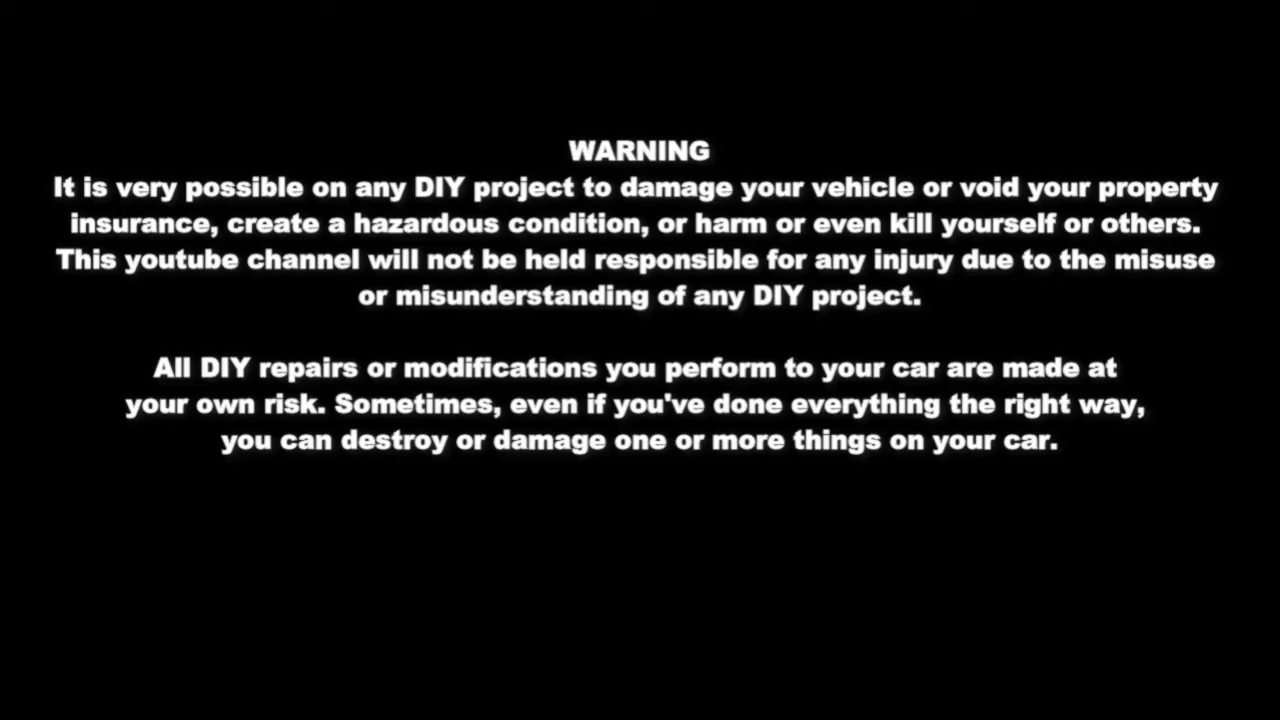 WARNING
It is very possible on any DIY project to damage your vehicle or void your property
insurance, create a hazardous condition, or harm or even kill yourself or others.
This youtube channel will not be held responsible for any injury due to the misuse
or misunderstanding of any DIY project.
All DIY repairs or modifications you perform to your car are made at
your own risk. Sometimes, even if you've done everything the right way,
you can destroy or damage one or more things on your car.